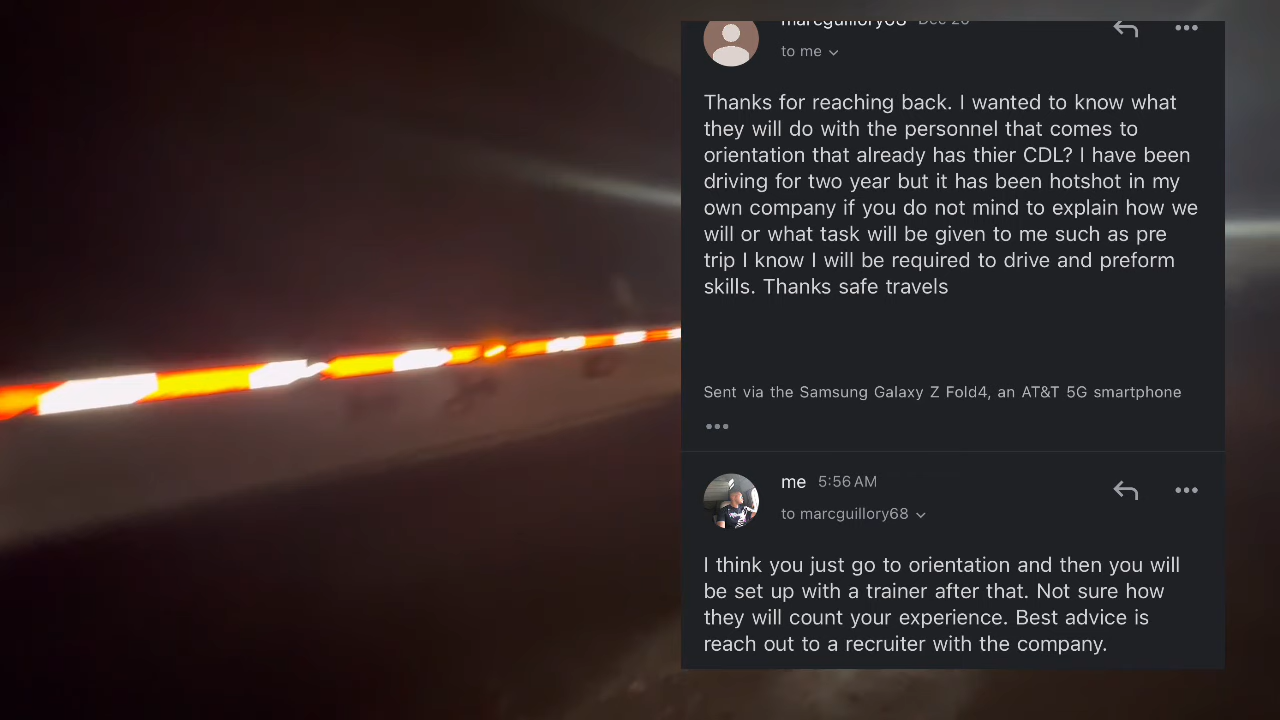 marcguillory68 Dec 20
to me
Thanks for reaching back. I wanted to know what
they will do with the personnel that comes to
orientation that already has thier CDL? I have been
driving for two year but it has been hotshot in my
own company if you do not mind to explain how we
will or what task will be given to me such as pre
trip I know I will be required to drive and preform
skills. Thanks safe travels
Sent via the Samsung Galaxy Z Fold4, an AT&T 5G smartphone
me 5:56 AM
to marcguillory68
I think you just go to orientation and then you will
be set up with a trainer after that. Not sure how
they will count your experience. Best advice is
reach out to a recruiter with the company.